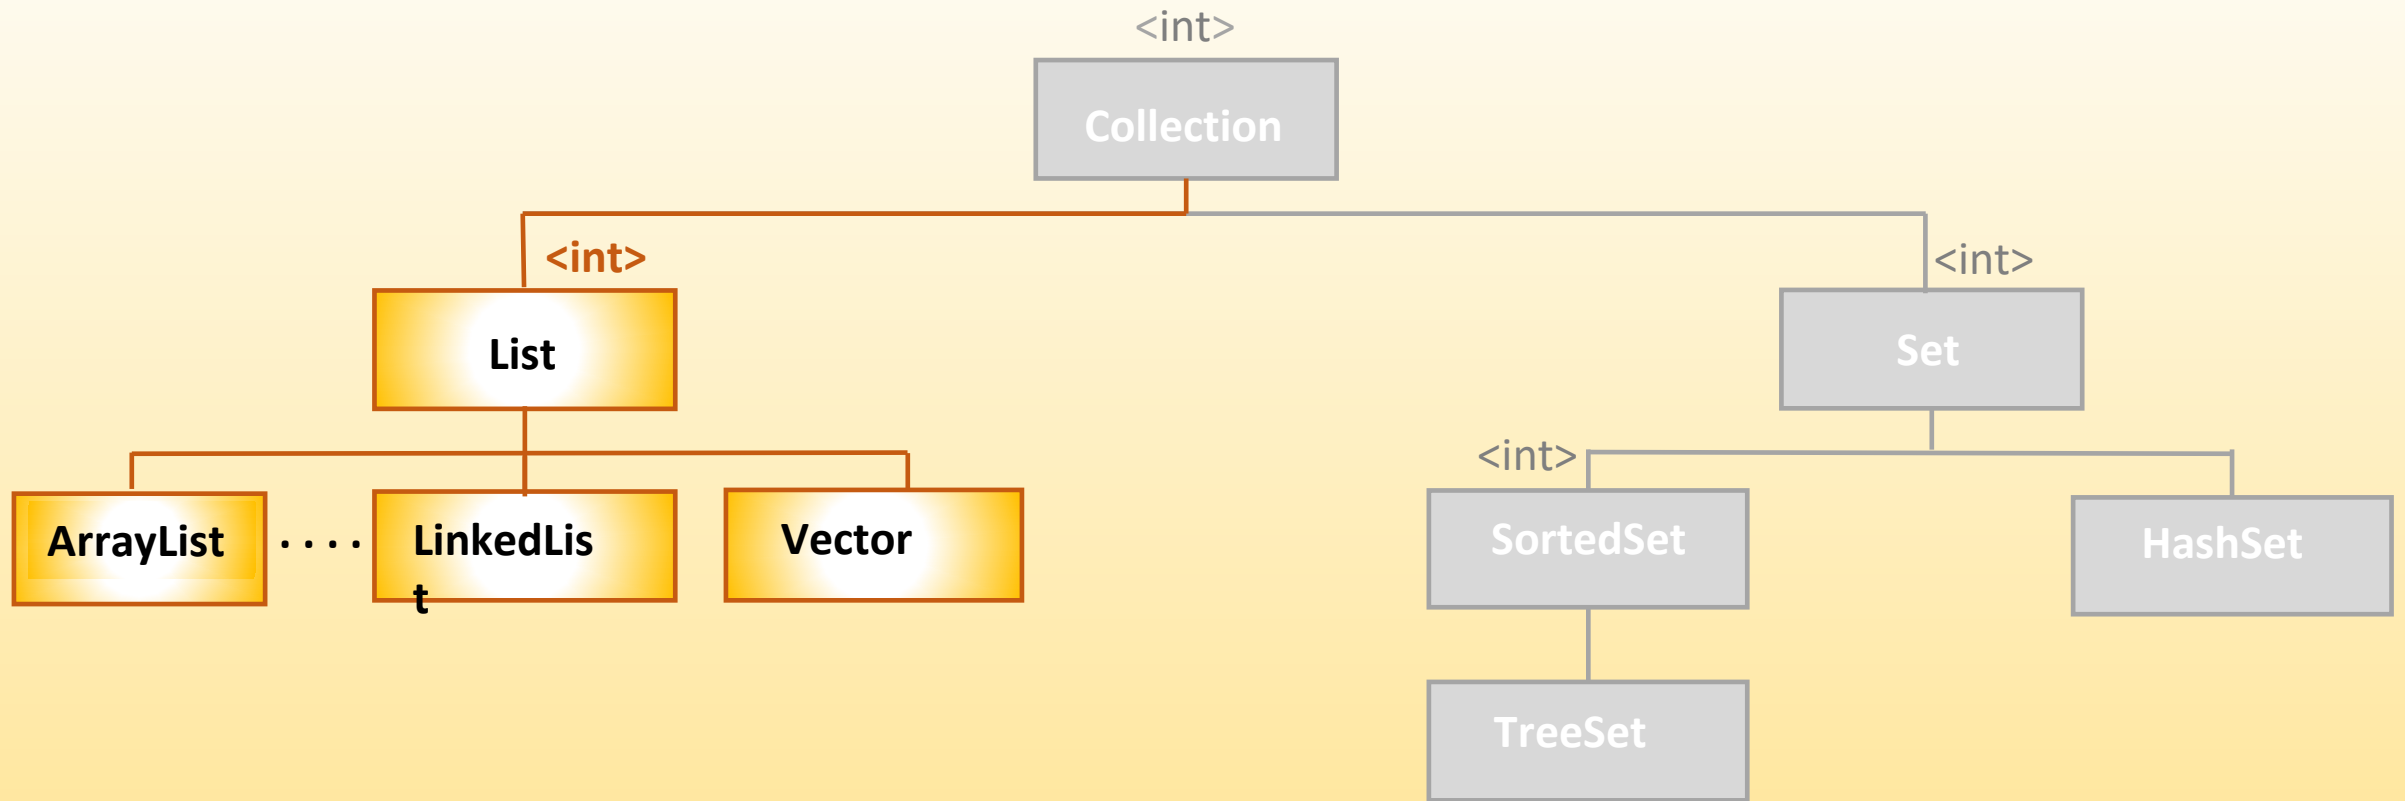 <int>
Collection
<int>
<int>
List
Set
<int>
ArrayList
....
LinkedLis
t
Vector
SortedSet
HashSet
TreeSet